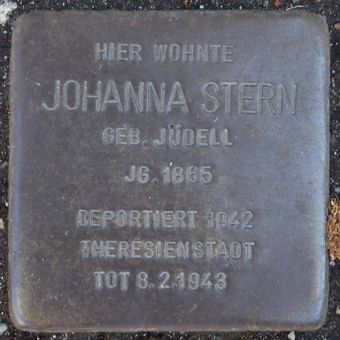 HIER WOHNTE
JOHANNA STERN
GEB. JÜDELL
JG. 1865
DEPORTIERT 1942
THERESIENSTADT
TOT 8.2.1943